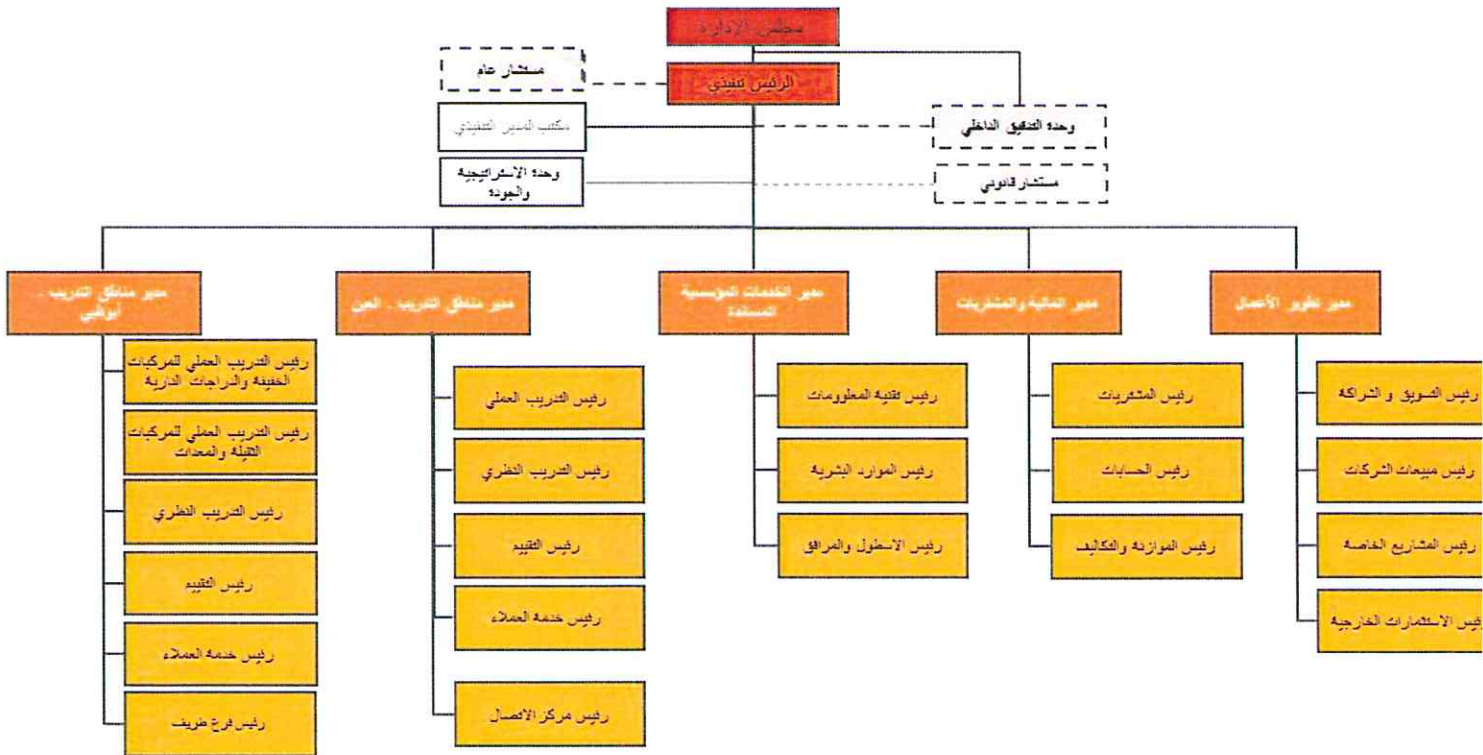 مجلس الإدارة
مستشار عام
الرئيس تنفيذي
مكتب المدير التنفيذي
وحدة التدقيق الداخلي
وحدة الاستراتيجية
والجودة
مستشار قانوني
مدير تطوير الأعمال
مدير المالية والمشتريات
مدير الخدمات المؤسسية
المساندة
مدير مناطق التدريب . العين
مدير مناطق التدريب .
أبوظبي
رئيس التسويق و الشراكة
رئيس مبيعات الشركات
رئيس المشاريع الخاصة
رئيس الاستثمارات الخارجية
رئيس المشتريات
رئيس الحسابات
رئيس الموازنة والتكاليف
رئيس تقنية المعلومات
رئيس الموارد البشرية
رئيس الاسطول والمرافق
رئيس التدريب العملي
رئيس التدريب النظري
رئيس التقييم
رئيس خدمة العملاء
رئيس مركز الاتصال
رئيس التدريب العملي للمركبات
الخفيفة والدراجات النارية
رئيس التدريب العملي للمركبات
الثقيلة والمعدات
رئيس التدريب النظري
رئيس التقييم
رئيس خدمة العملاء
رئيس فرع طريف